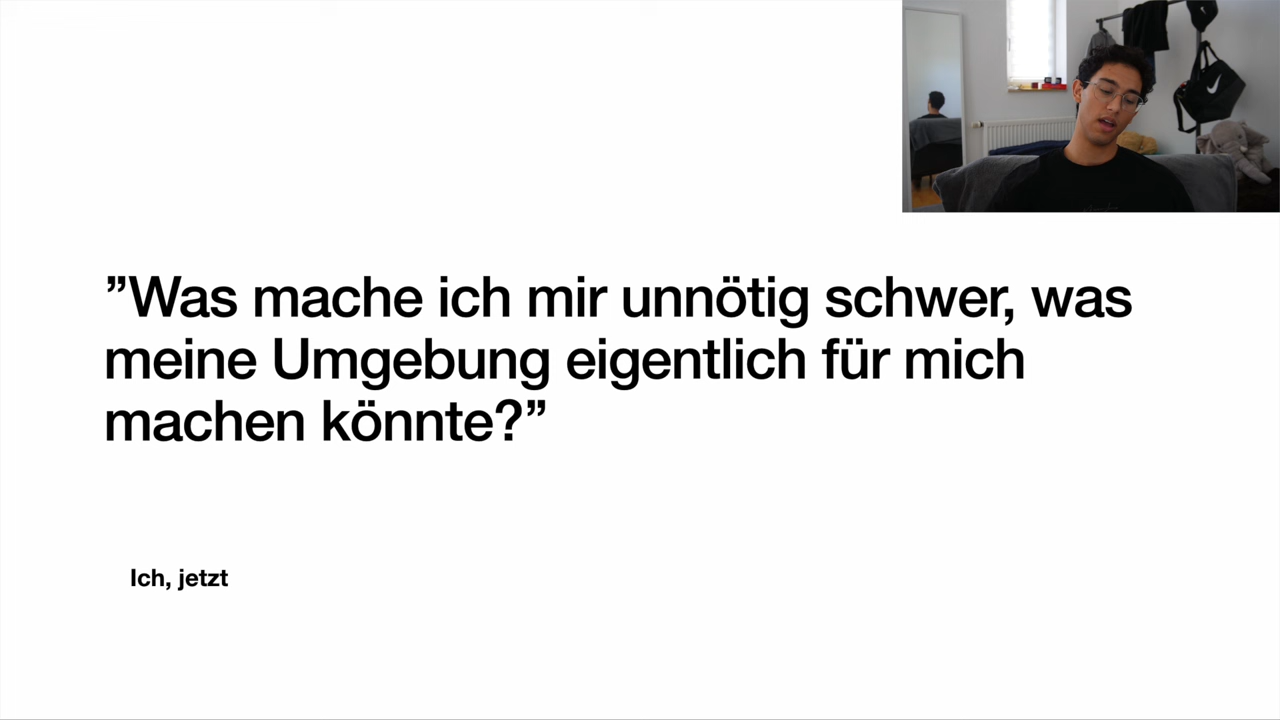 ”Was mache ich mir unnötig schwer, was
meine Umgebung eigentlich für mich
machen könnte?”
Ich, jetzt